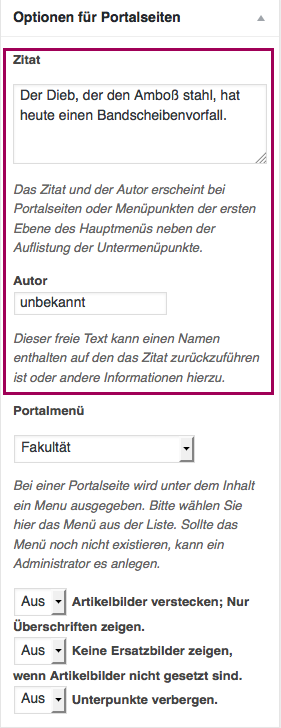 Optionen für Portalseiten
Zitat
Der Dieb, der den Amboß stahl, hat
heute einen Bandscheibenvorfall.
Das Zitat und der Autor erscheint bei
Portalseiten oder Menüpunkten der ersten
Ebene des Hauptmenüs neben der
Auflistung der Untermenüpunkte.
Autor
unbekannt
Dieser freie Text kann einen Namen
enthalten auf den das Zitat zurückzuführen
ist oder andere Informationen hierzu.
Portalmenü
Fakultät
Bei einer Portalseite wird unter dem Inhalt
ein Menu ausgegeben. Bitte wählen Sie
hier das Menü aus der Liste. Sollte das
Menü noch nicht existieren, kann ein
Administrator es anlegen.
Aus Artikelbilder verstecken; Nur
Überschriften zeigen.
Aus Keine Ersatzbilder zeigen,
wenn Artikelbilder nicht gesetzt sind.
Aus Unterpunkte verbergen.